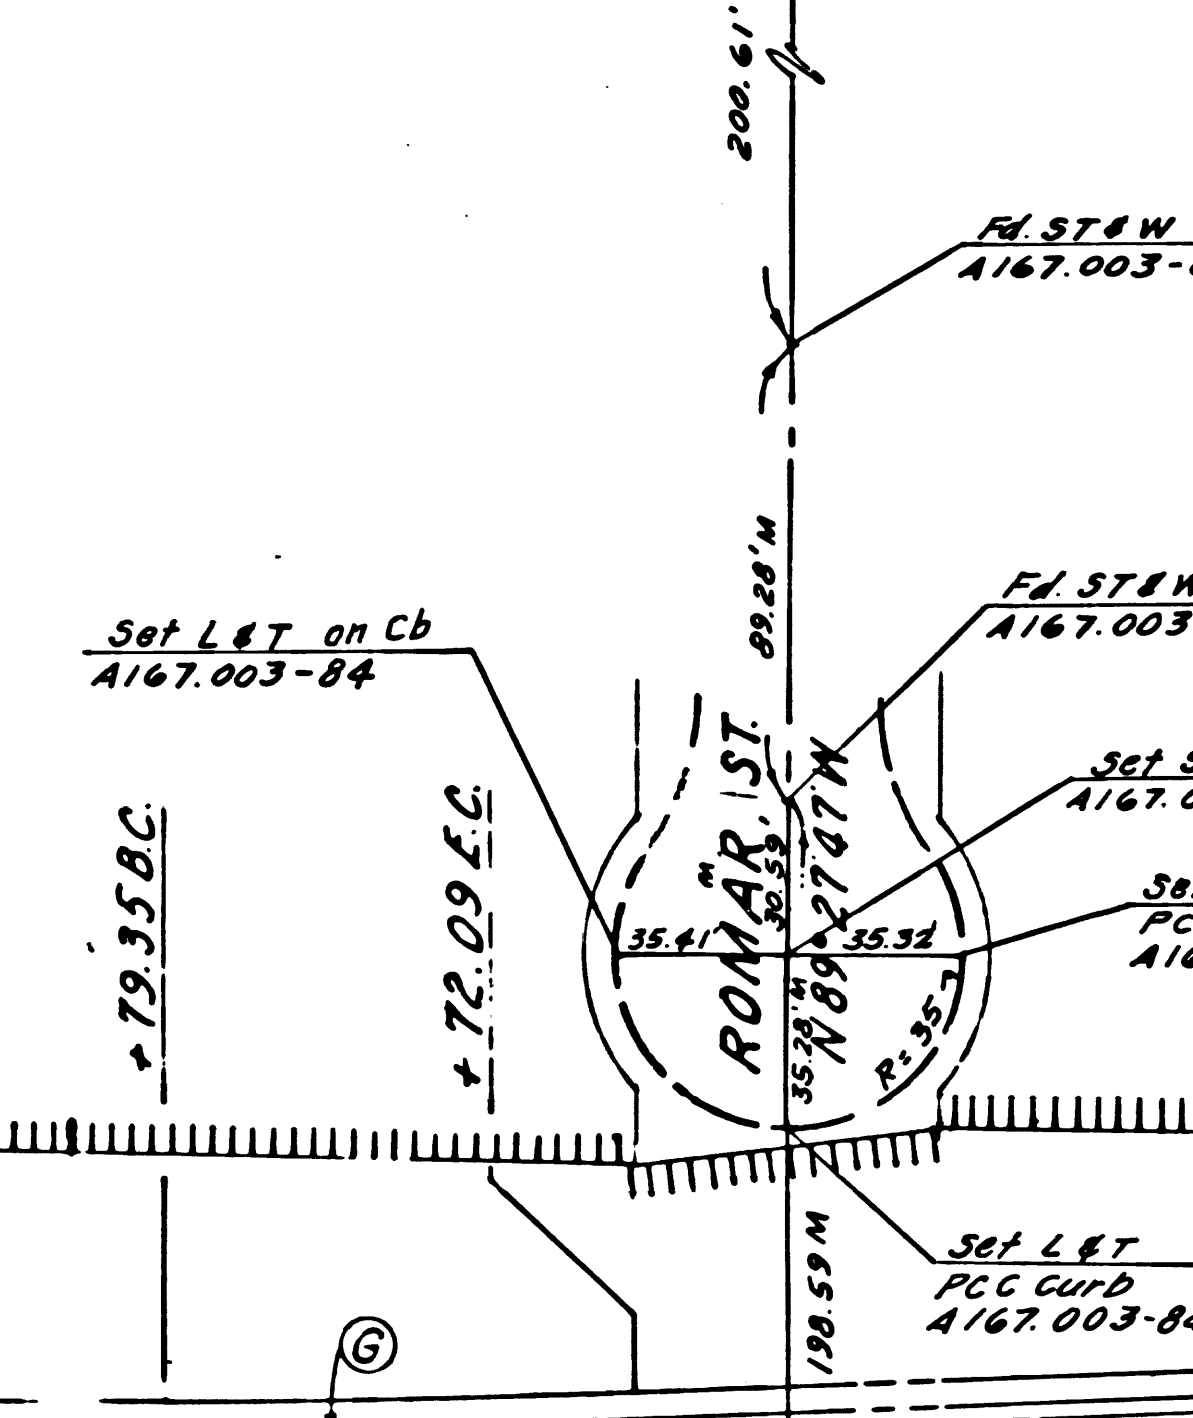 200.61'
Fd. ST & W
A167.003-
89.28'M
Fd. ST & W
A167.003
Set L & T on Cb
A167.003-84
ROMAR ST.
N 89° 27' 47" W
Set S
A167.0
+79.35 B.C.
+72.09 E.C.
M
30.59'
PC
A16
35.41'
35.32'
35.28'M
R=35'
Set L & T
PCC Curb
A167.003-84
198.59 M
G